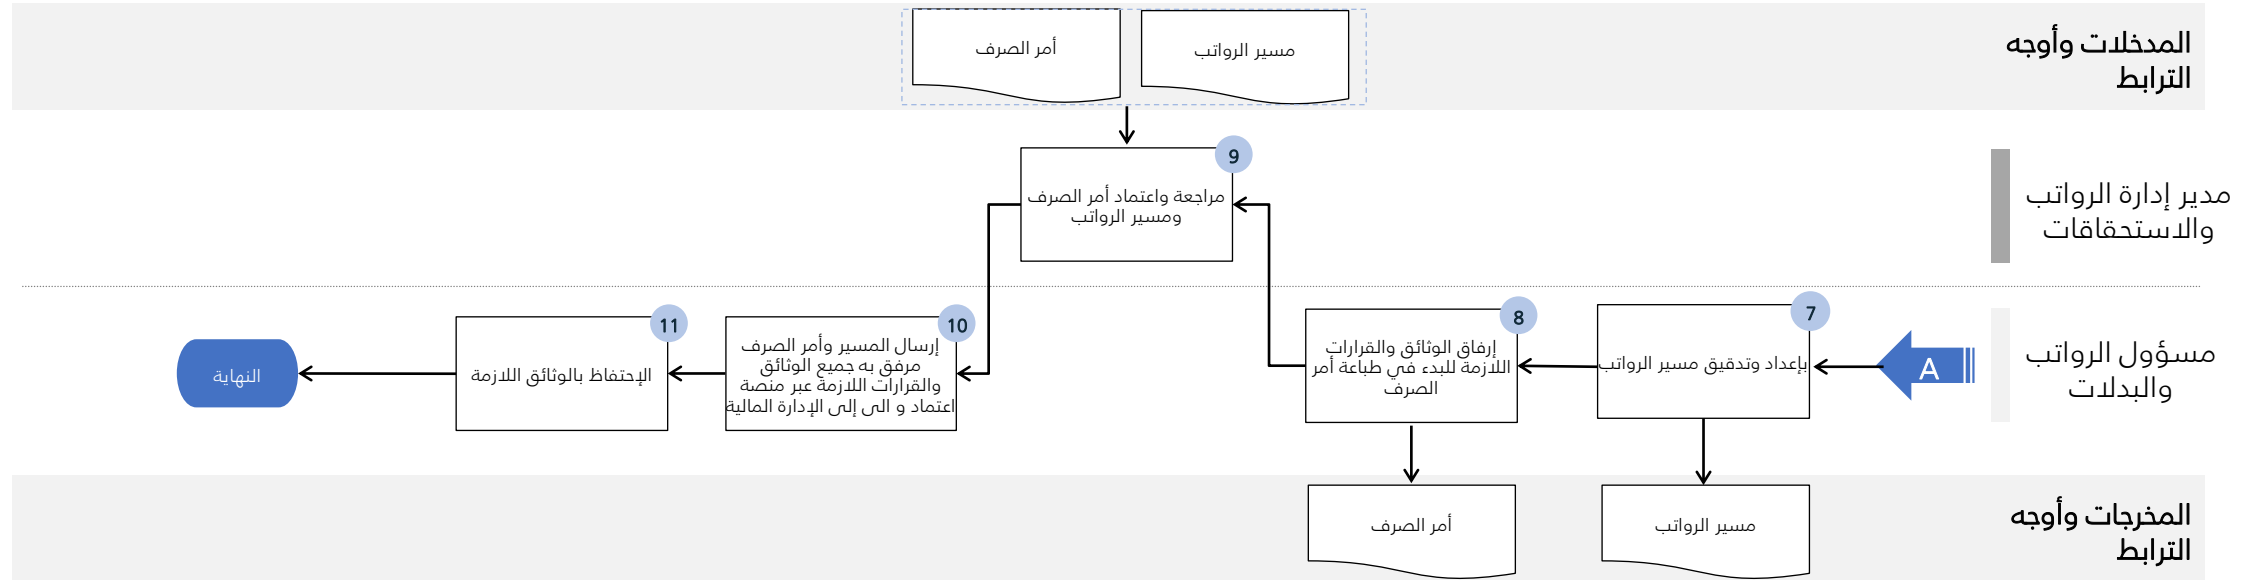 المدخلات وأوجه
الترابط
مسير الرواتب
أمر الصرف
مدير إدارة الرواتب
والاستحقاقات
9
مراجعة واعتماد أمر الصرف
ومسير الرواتب
مسؤول الرواتب
والبدلات
A
7
بإعداد وتدقيق مسير الرواتب
8
إرفاق الوثائق والقرارات
اللازمة للبدء في طباعة أمر
الصرف
10
إرسال المسير وأمر الصرف
مرفق به جميع الوثائق
والقرارات اللازمة عبر منصة
اعتماد و الى إلى الإدارة المالية
11
الإحتفاظ بالوثائق اللازمة
النهاية
المخرجات وأوجه
الترابط
مسير الرواتب
أمر الصرف